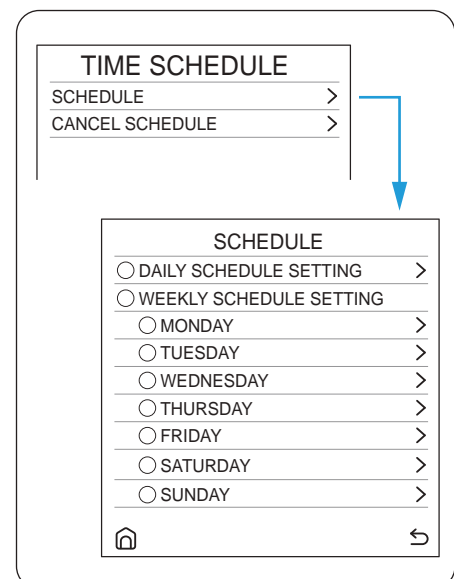 TIME SCHEDULE
SCHEDULE
CANCEL SCHEDULE
SCHEDULE
DAILY SCHEDULE SETTING
WEEKLY SCHEDULE SETTING
MONDAY
TUESDAY
WEDNESDAY
THURSDAY
FRIDAY
SATURDAY
SUNDAY